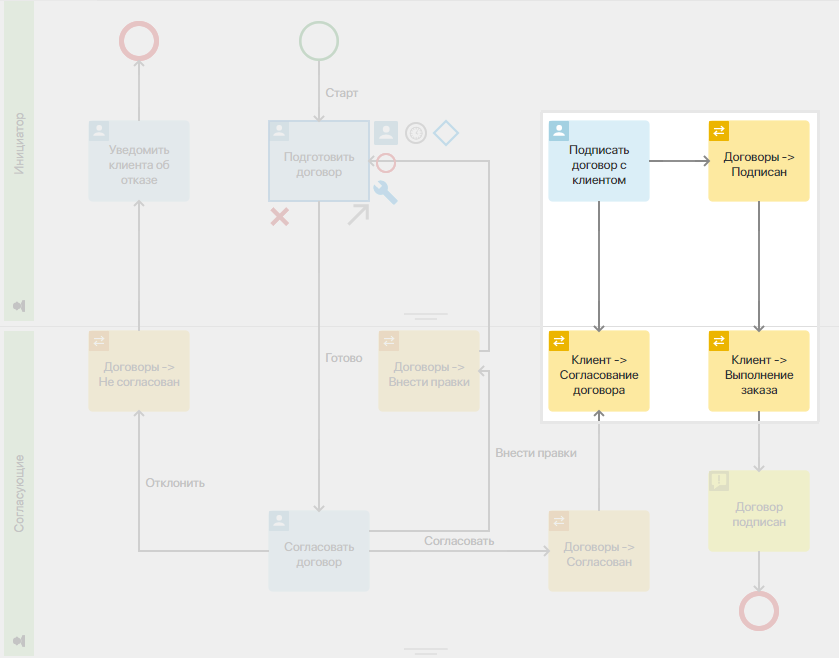 Инициатор
Старт
Уведомить
клиента об
отказе
Подготовить
договор
Подписать
договор с
клиентом
Договоры ->
Подписан
Согласующие
Готово
Договоры ->
Не согласован
Договоры ->
Внести правки
Клиент ->
Согласование
договора
Клиент ->
Выполнение
заказа
Внести правки
Отклонить
Договор
подписан
Согласовать
Согласовать
договор
Договоры ->
Согласован